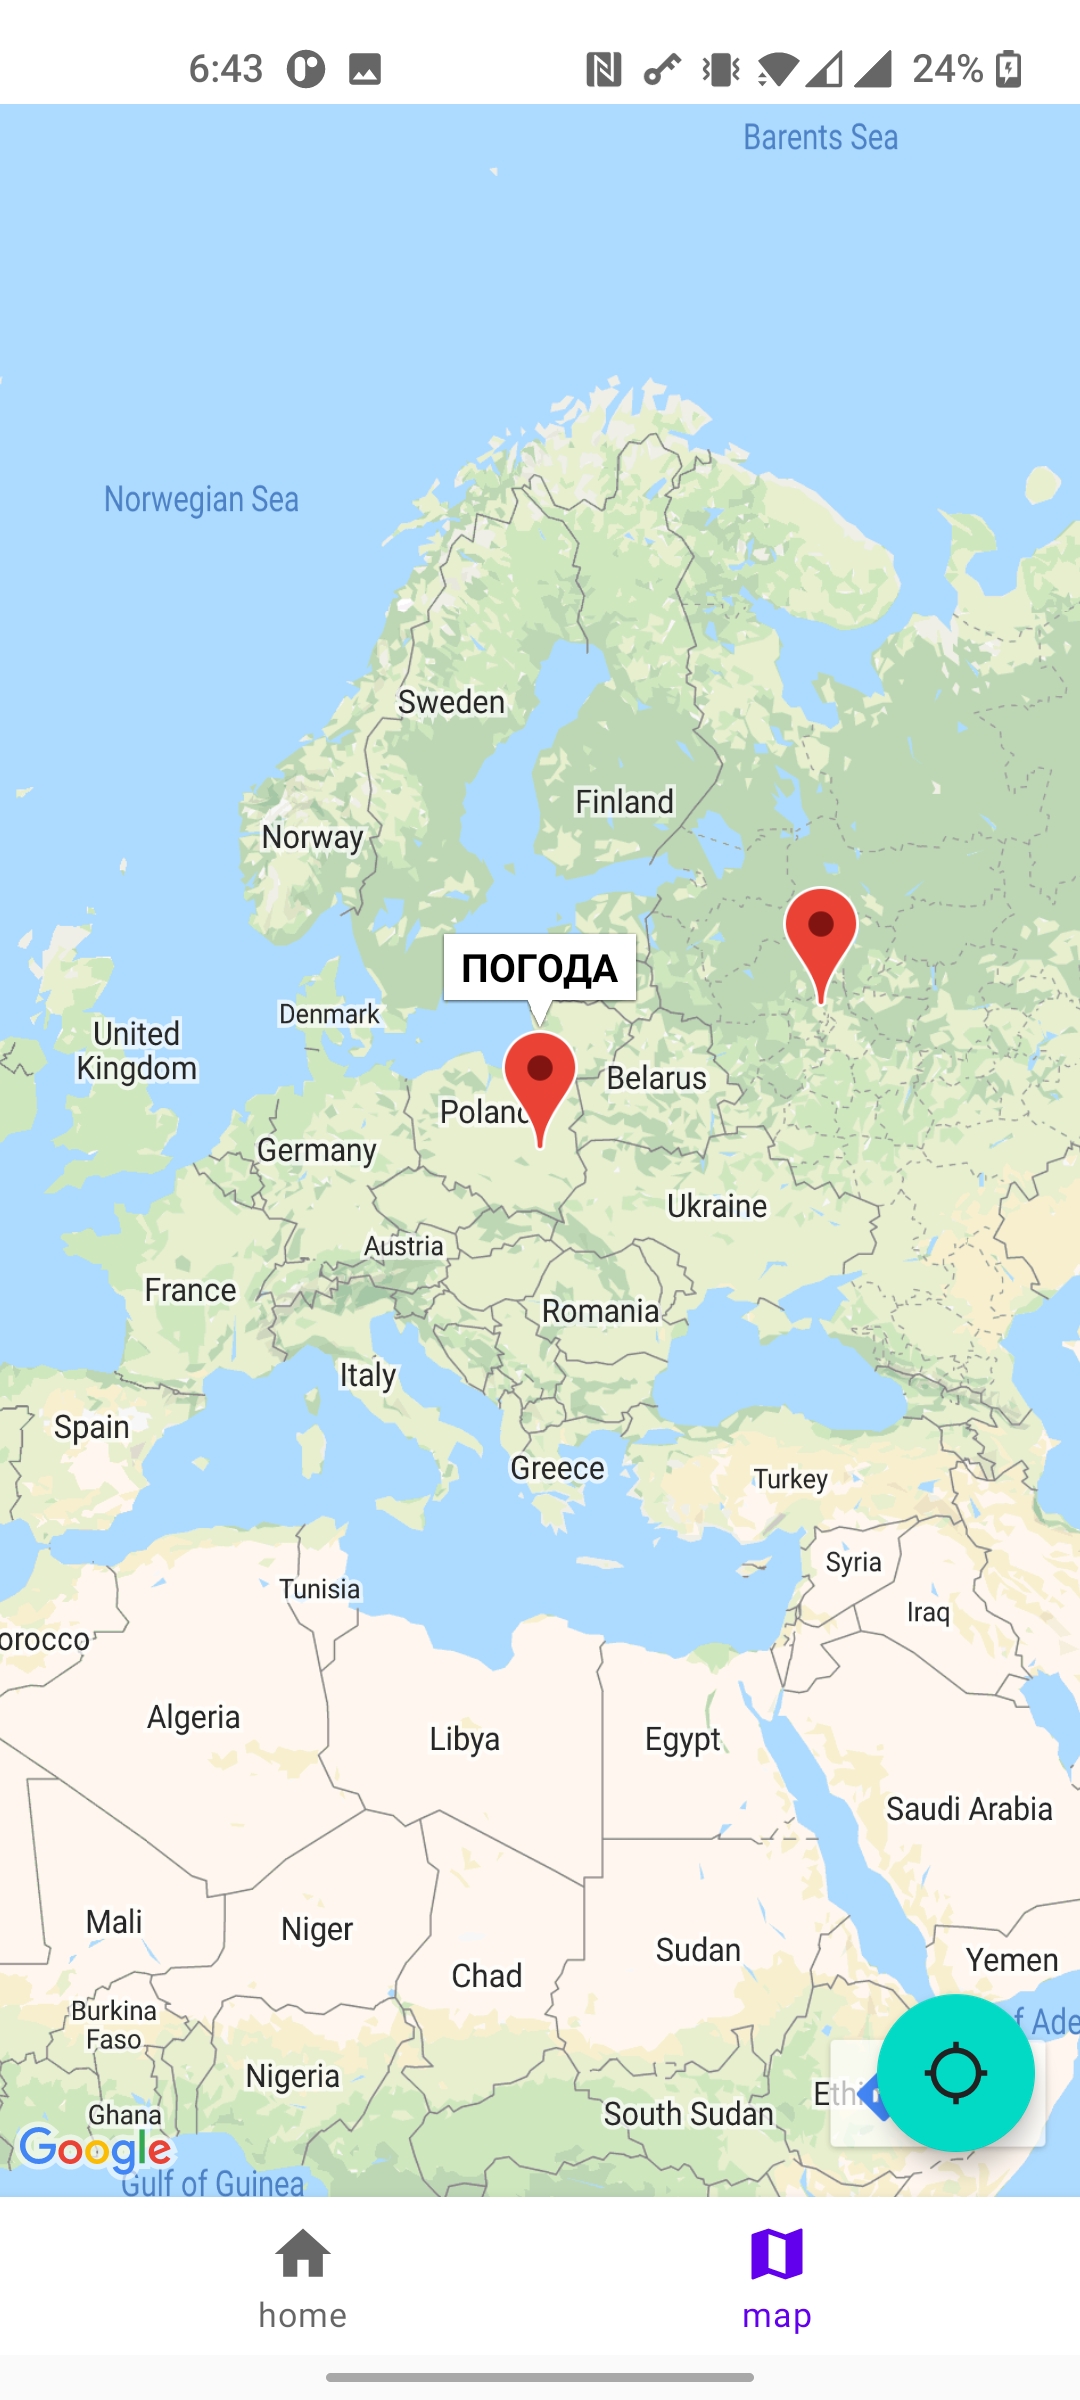 6:43
24%
Barents Sea
Norwegian Sea
Sweden
Finland
Norway
ПОГОДА
Denmark
United
Kingdom
Belarus
Poland
Germany
Ukraine
Austria
France
Romania
Italy
Spain
Greece
Turkey
Syria
Tunisia
Iraq
orocco
Algeria
Libya
Egypt
Saudi Arabia
Mali
Niger
Sudan
Yemen
Chad
Burkina
Faso
f Ade
Nigeria
Ethi
Ghana
South Sudan
Google
Gulf of Guinea
home
map